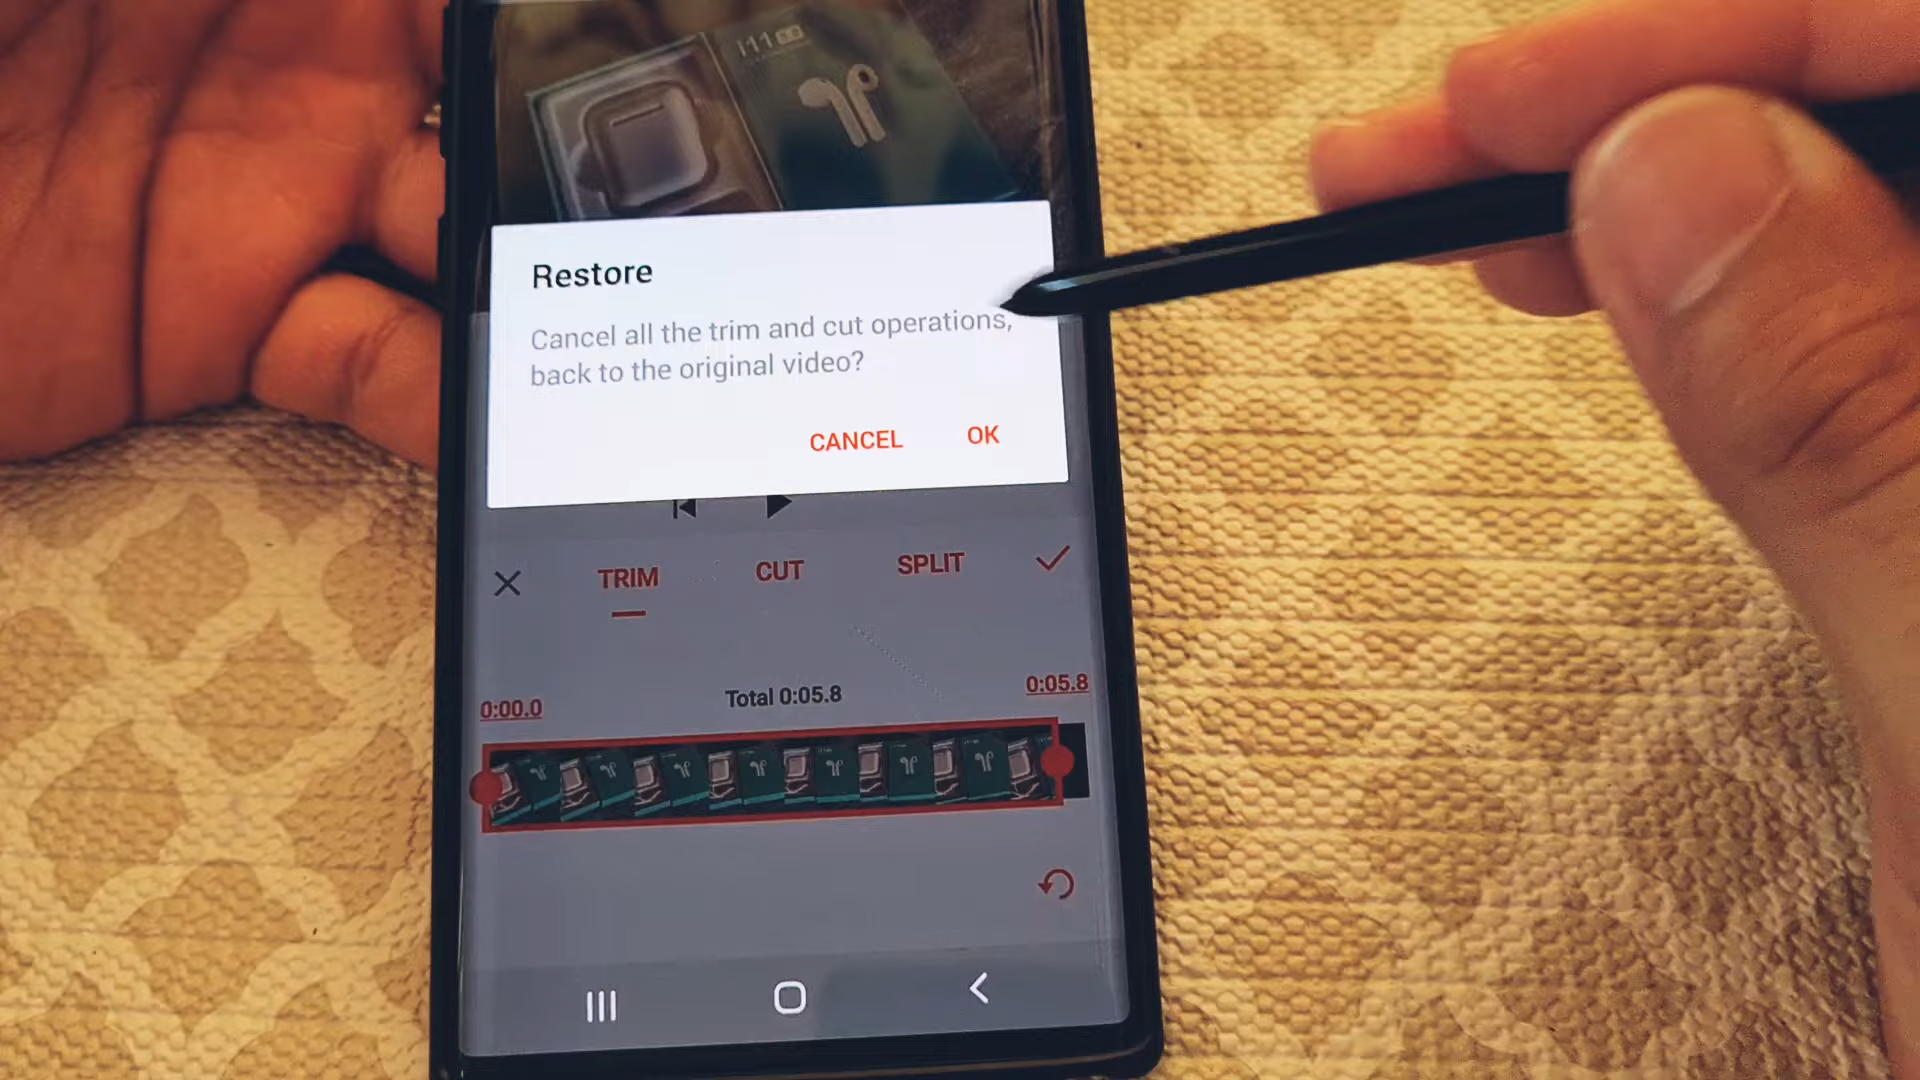 i11
Restore
Cancel all the trim and cut operations,
back to the original video?
CANCEL OK
TRIM CUT SPLIT
0:00.0 Total 0:05.8 0:05.8